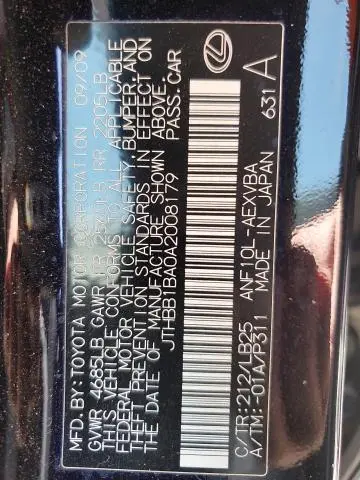 MFD. BY: TOYOTA MOTOR CORPORATION 09/09
GVWR 4685LB GAWR FR 2525LB RR 2205LB
THIS VEHICLE CONFORMS TO ALL APPLICABLE
FEDERAL MOTOR VEHICLE SAFETY, BUMPER, AND
THEFT PREVENTION STANDARDS IN EFFECT ON
THE DATE OF MANUFACTURE SHOWN ABOVE.
JTHBB1BA0A2008179 PASS.CAR
C/TR:212/LB25 ANF10L-AEXVBA 631
A/TM:-01A/P311 MADE IN JAPAN A